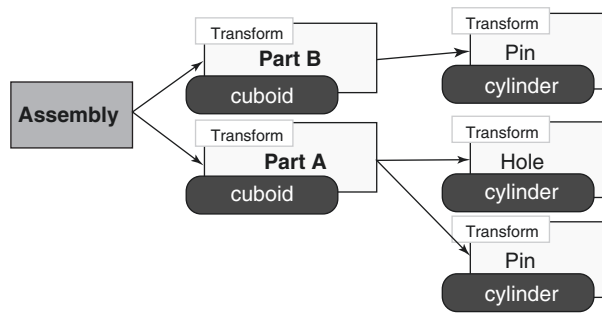 Assembly
Transform
Part B
cuboid
Transform
Part A
cuboid
Transform
Pin
cylinder
Transform
Hole
cylinder
Transform
Pin
cylinder